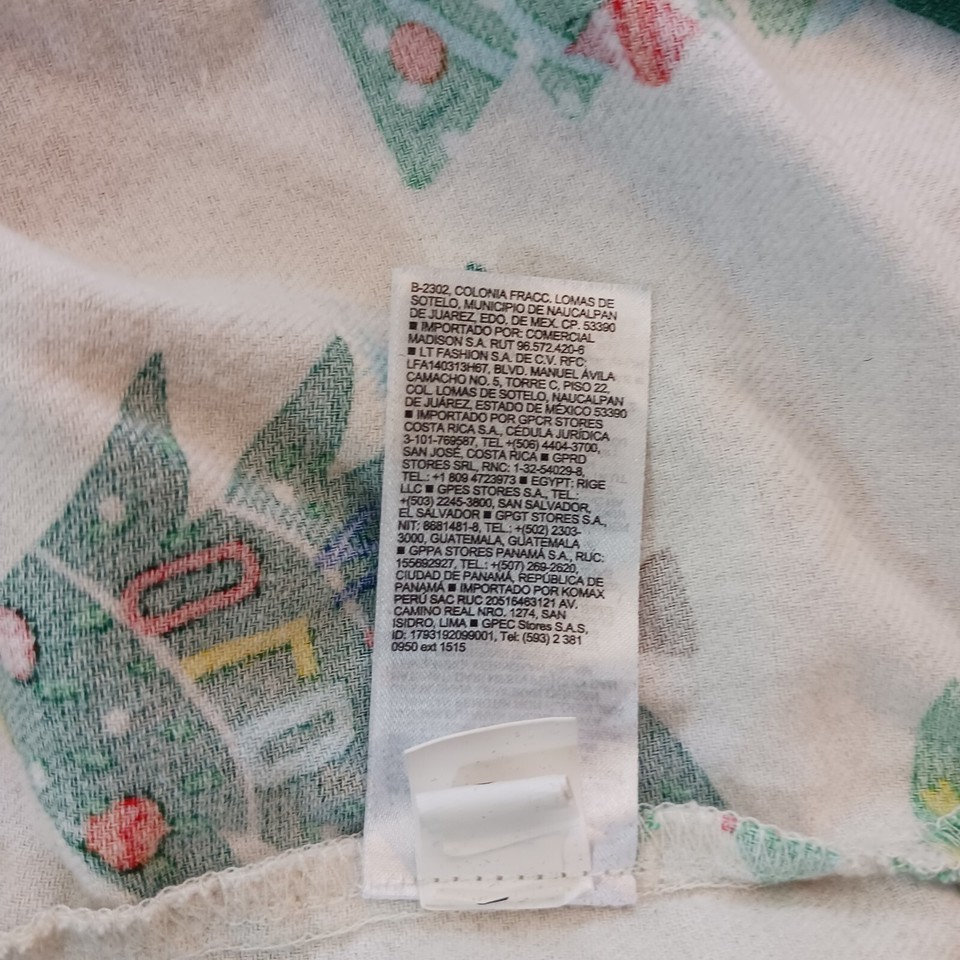 B-2302, COLONIA FRACC. LOMAS DE
SOTELO, MUNICIPIO DE NAUCALPAN
DE JUAREZ, EDO. DE MEX. CP. 53390
■ IMPORTADO POR: COMERCIAL
MADISON S.A. RUT 96.572.420-6
■ LT FASHION S.A. DE C.V. RFC:
LFA140313H67, BLVD. MANUEL ÁVILA
CAMACHO NO. 5, TORRE C, PISO 22,
COL. LOMAS DE SOTELO, NAUCALPAN
DE JUÁREZ, ESTADO DE MÉXICO 53390
■ IMPORTADO POR GPCR STORES
COSTA RICA S.A., CÉDULA JURÍDICA
3-101-769587, TEL +(506) 4404-3700,
SAN JOSÉ, COSTA RICA ■ GPRD
STORES SRL, RNC: 1-32-54029-8,
TEL.: +1 809 4723973 ■ EGYPT: RIGE
LLC ■ GPES STORES S.A., TEL.:
+(503) 2245-3800, SAN SALVADOR,
EL SALVADOR ■ GPGT STORES S.A.,
NIT: 8681481-8, TEL.: +(502) 2303-
3000, GUATEMALA, GUATEMALA
■ GPPA STORES PANAMÁ S.A., RUC:
155692927, TEL.: +(507) 269-2620,
CIUDAD DE PANAMÁ, REPÚBLICA DE
PANAMÁ ■ IMPORTADO POR KOMAX
PERÚ SAC RUC 20516463121 AV.
CAMINO REAL NRO. 1274, SAN
ISIDRO, LIMA ■ GPEC Stores S.A.S,
ID: 1793192099001, Tel: (593) 2 381
0950 ext 1515